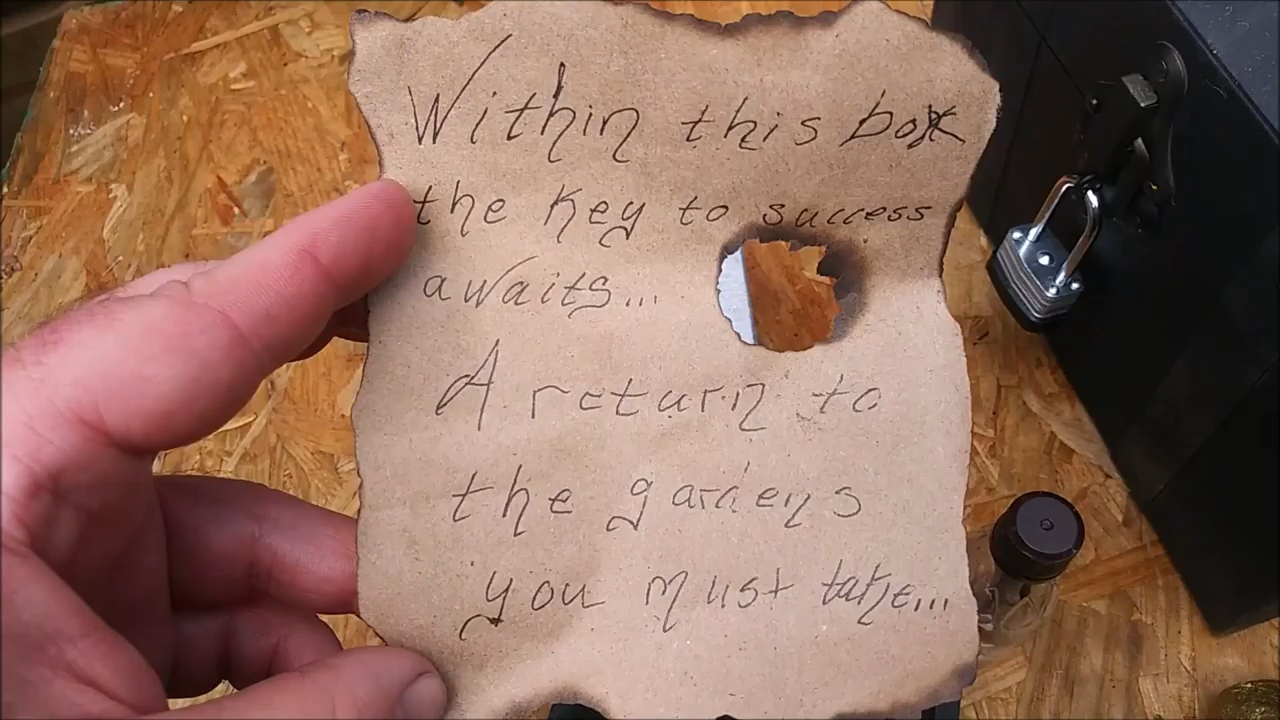 Within this box
the key to success
awaits...
A return to
the gardens
you must take...